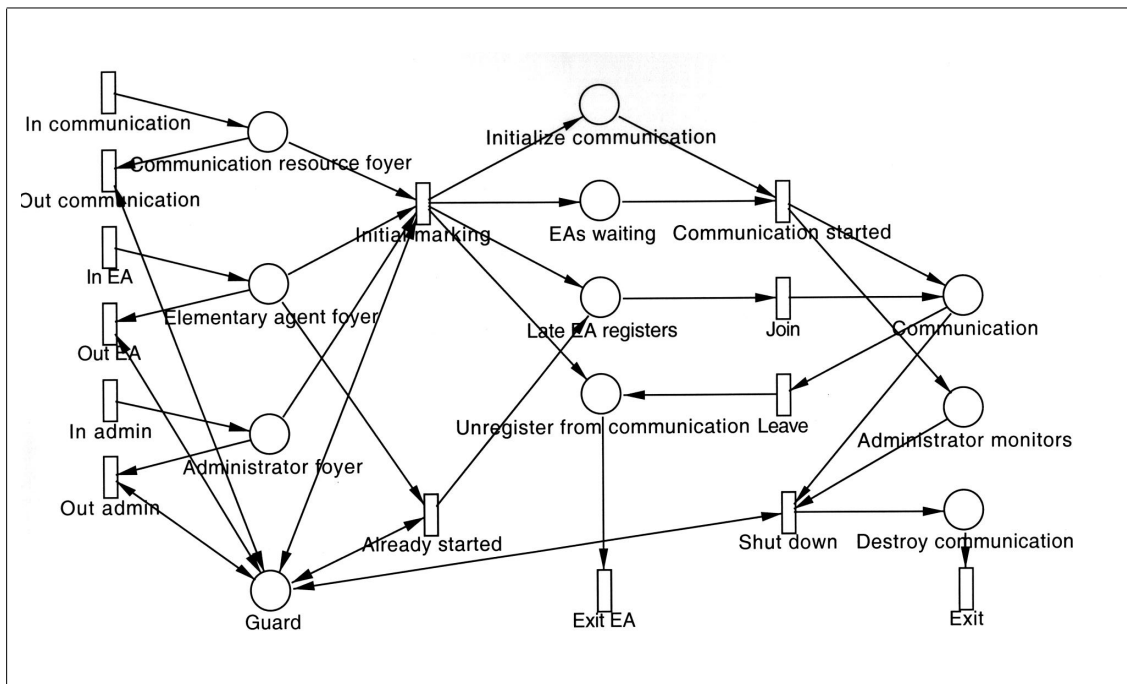 In communication
Initialize communication
Communication resource foyer
Out communication
Initial marking
EAs waiting
Communication started
In EA
Elementary agent foyer
Late EA registers
Join
Communication
Out EA
In admin
Unregister from communication
Leave
Administrator monitors
Administrator foyer
Out admin
Already started
Shut down
Destroy communication
Guard
Exit EA
Exit